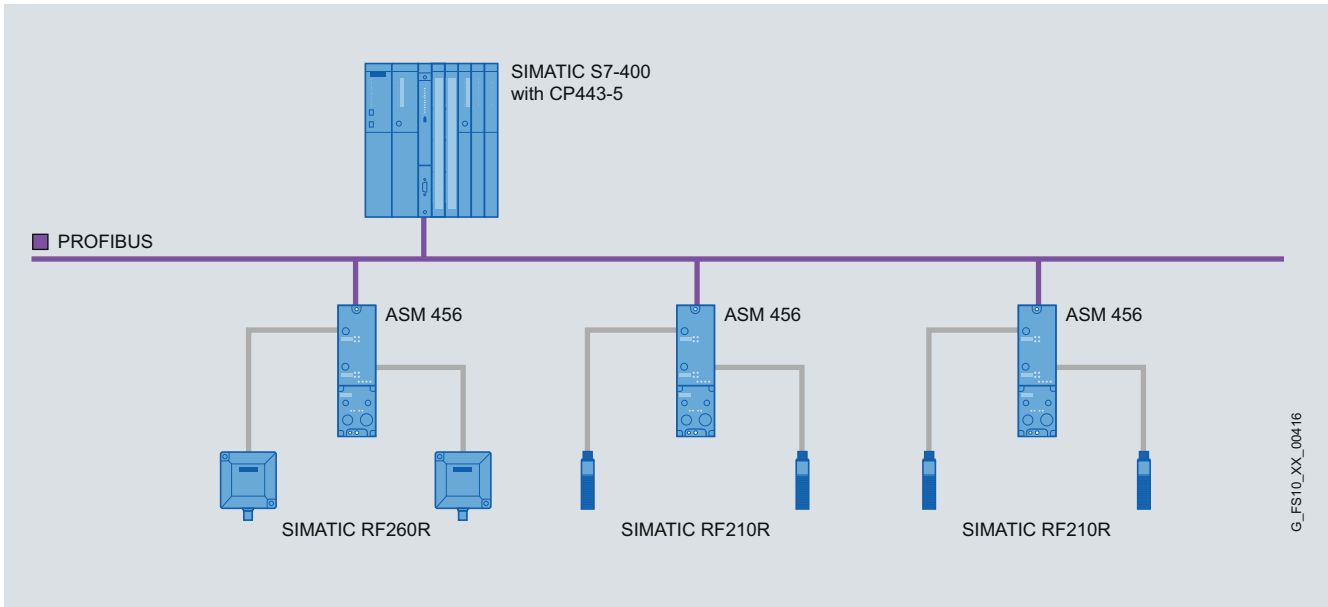 SIMATIC S7-400
with CP443-5
PROFIBUS
ASM 456
ASM 456
ASM 456
SIMATIC RF260R
SIMATIC RF210R
SIMATIC RF210R
G_FS10_XX_00416